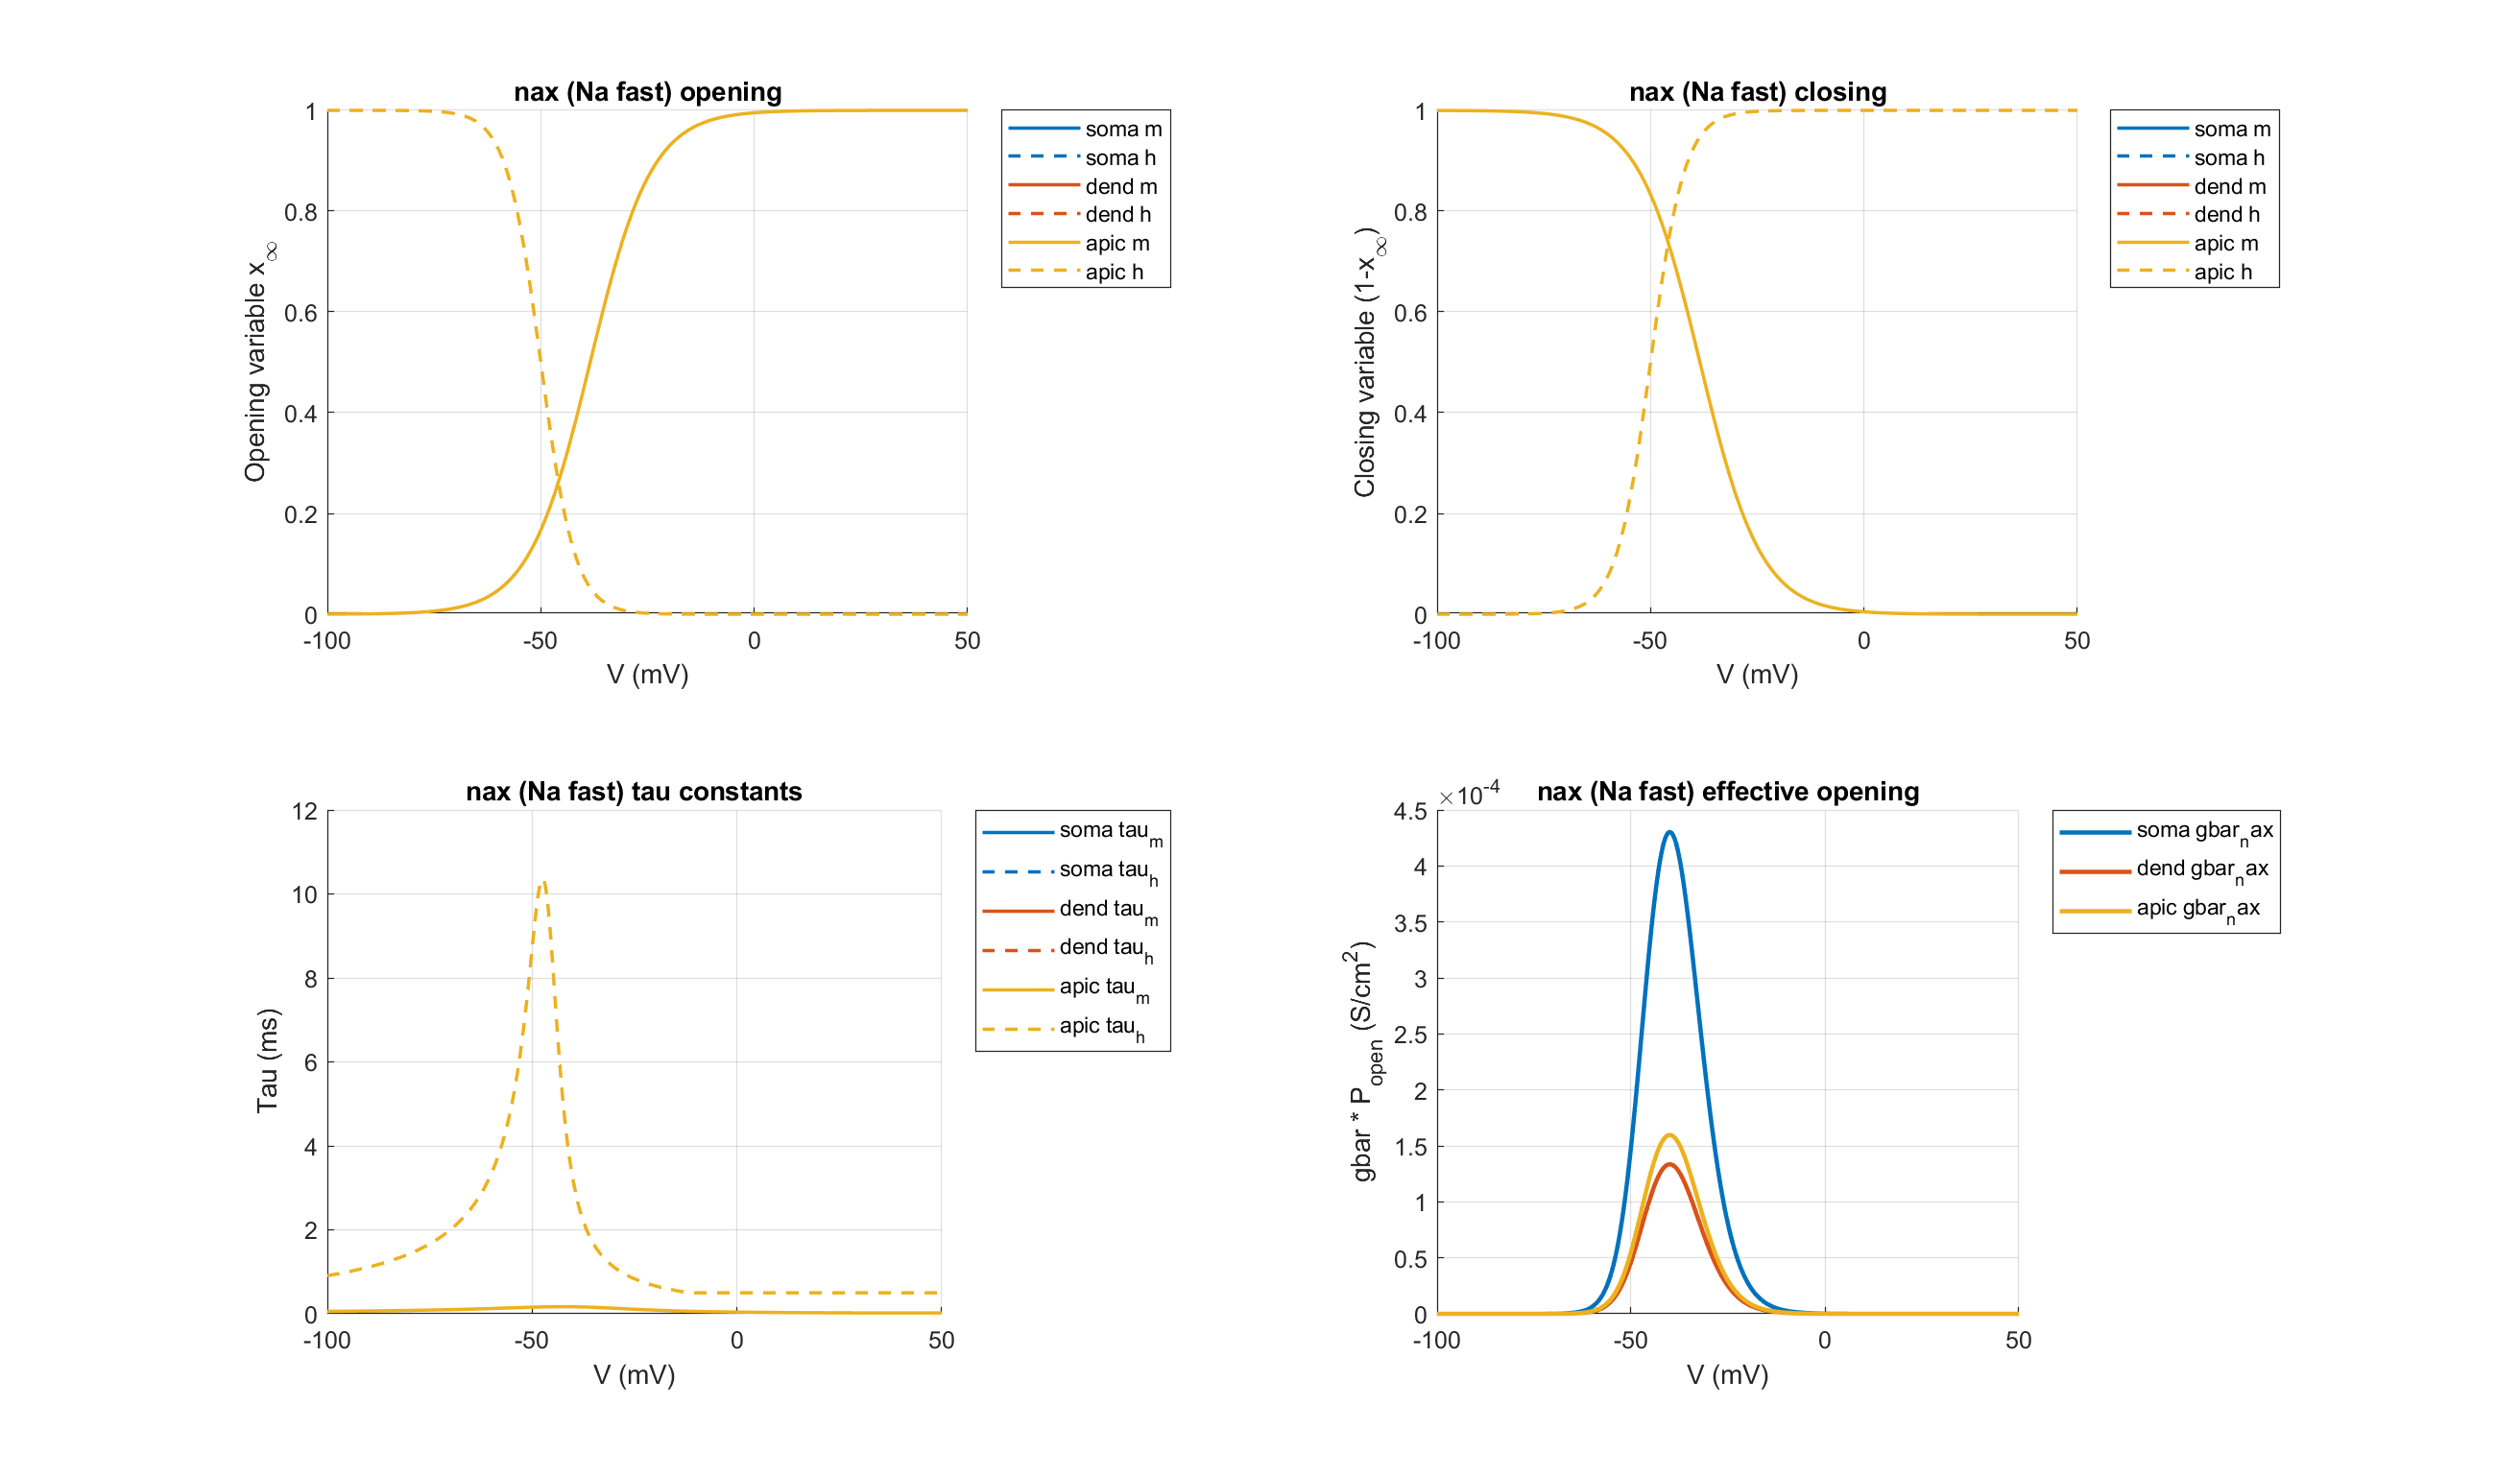 nax (Na fast) opening
Opening variable x∞
1
0.8
0.6
0.4
0.2
0
-100
-50
0
50
V (mV)
soma m
soma h
dend m
dend h
apic m
apic h
nax (Na fast) closing
Closing variable (1-x∞)
1
0.8
0.6
0.4
0.2
0
-100
-50
0
50
V (mV)
soma m
soma h
dend m
dend h
apic m
apic h
nax (Na fast) tau constants
Tau (ms)
12
10
8
6
4
2
0
-100
-50
0
50
V (mV)
soma tau_m
soma tau_h
dend tau_m
dend tau_h
apic tau_m
apic tau_h
×10^-4
nax (Na fast) effective opening
gbar * P_open (S/cm²)
4.5
4
3.5
3
2.5
2
1.5
1
0.5
0
-100
-50
0
50
V (mV)
soma gbar_nax
dend gbar_nax
apic gbar_nax